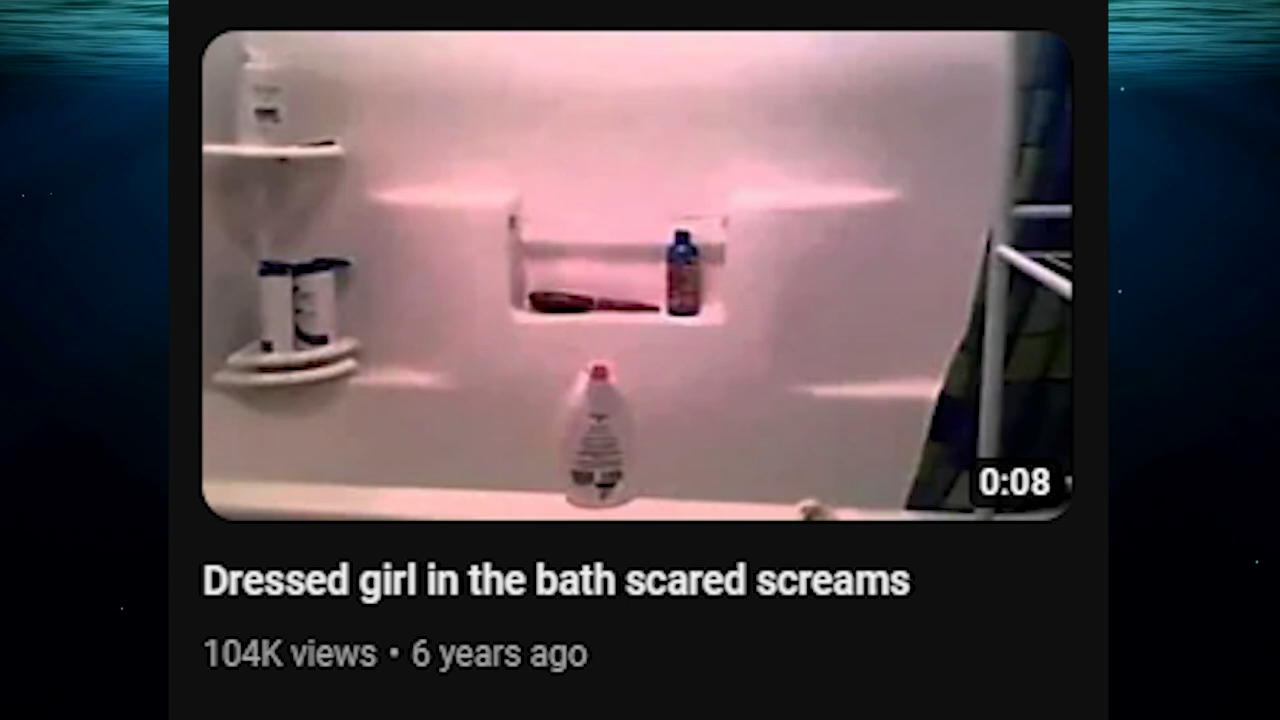 0:08
Dressed girl in the bath scared screams
104K views • 6 years ago